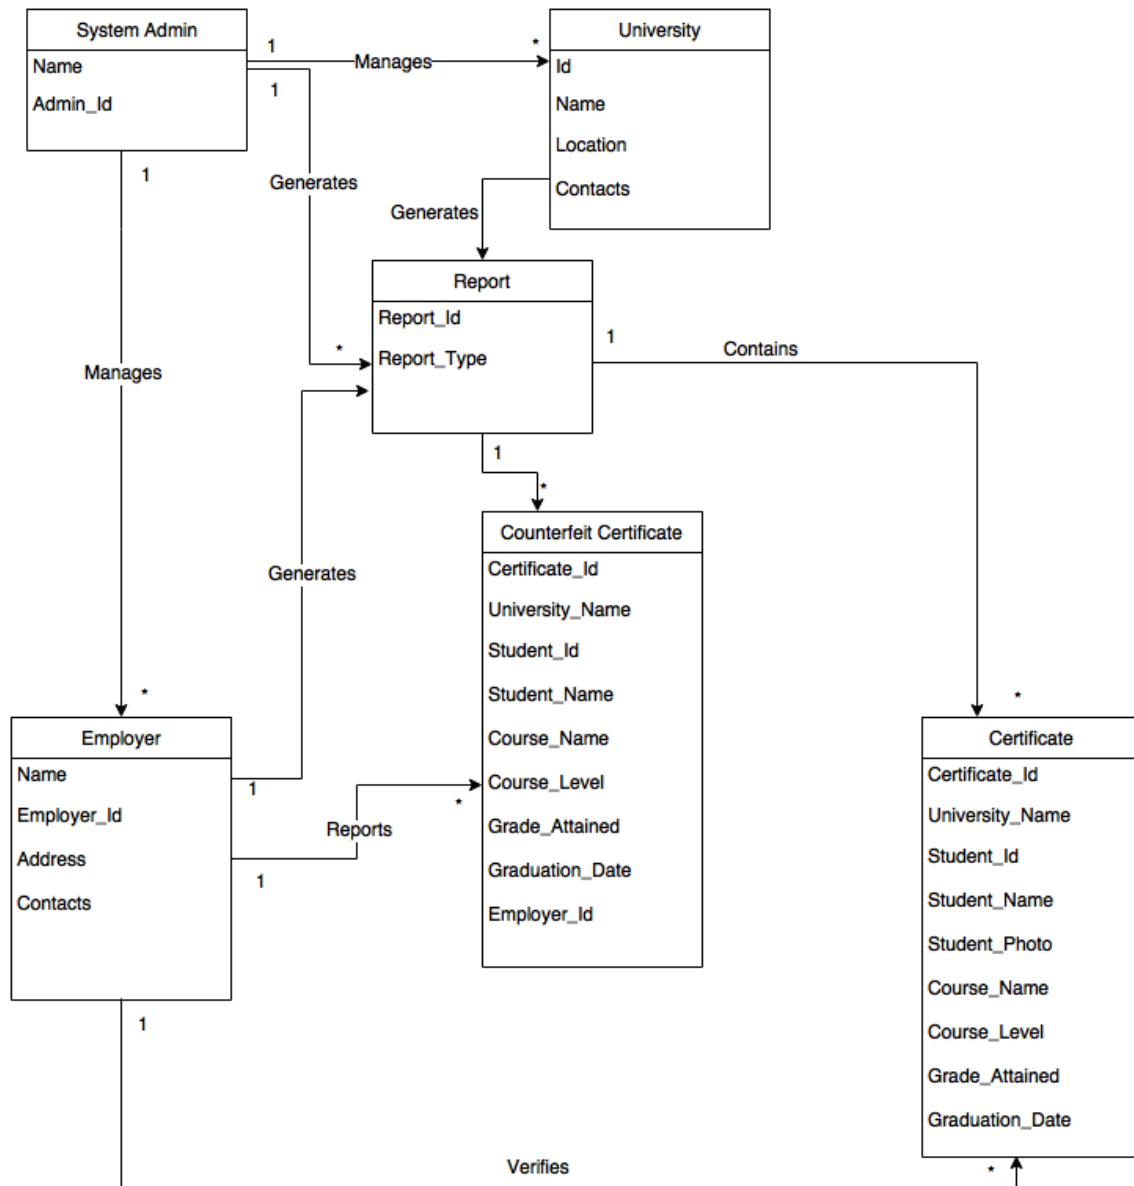 System Admin
Name
Admin_Id
1
Manages
*
1
University
Id
Name
Location
Contacts
1
Generates
Generates
Report
Report_Id
Report_Type
*
1
Contains
Manages
1
*
Counterfeit Certificate
Certificate_Id
University_Name
Student_Id
Student_Name
Course_Name
Course_Level
Grade_Attained
Graduation_Date
Employer_Id
Generates
*
Employer
Name
Employer_Id
Address
Contacts
1
Reports
*
1
1
*
Certificate
Certificate_Id
University_Name
Student_Id
Student_Name
Student_Photo
Course_Name
Course_Level
Grade_Attained
Graduation_Date
Verifies
*